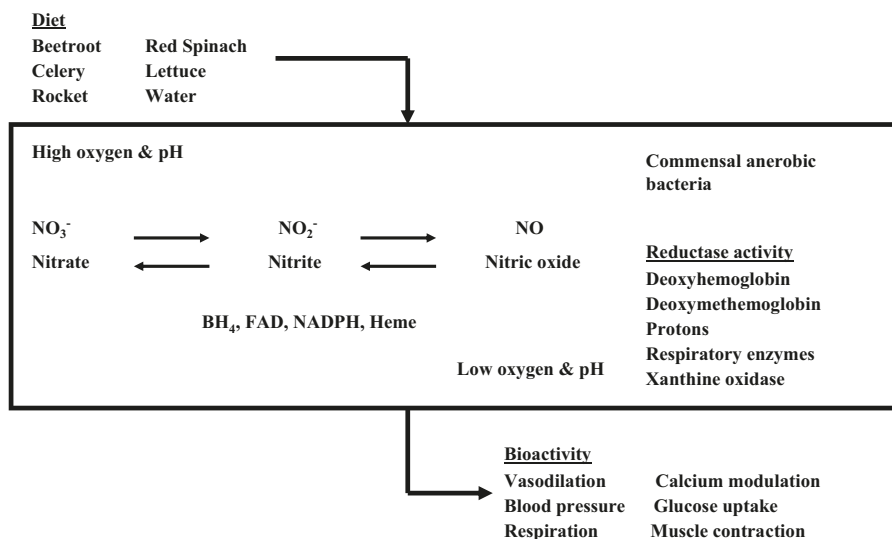 Diet
Beetroot Red Spinach
Celery Lettuce
Rocket Water
High oxygen & pH
Commensal anerobic
bacteria
NO₃⁻ NO₂⁻ NO
Nitrate Nitrite Nitric oxide
BH₄, FAD, NADPH, Heme
Low oxygen & pH
Reductase activity
Deoxyhemoglobin
Deoxymethemoglobin
Protons
Respiratory enzymes
Xanthine oxidase
Bioactivity
Vasodilation Calcium modulation
Blood pressure Glucose uptake
Respiration Muscle contraction